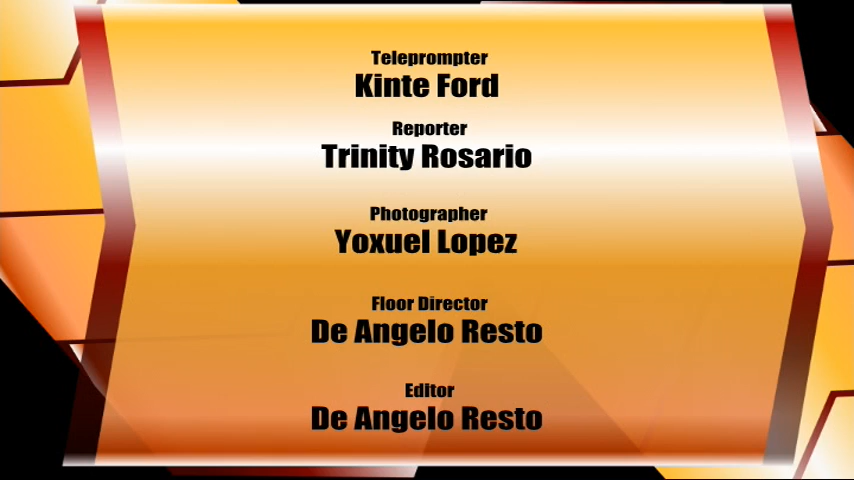 Teleprompter
Kinte Ford
Reporter
Trinity Rosario
Photographer
Yoxuel Lopez
Floor Director
De Angelo Resto
Editor
De Angelo Resto